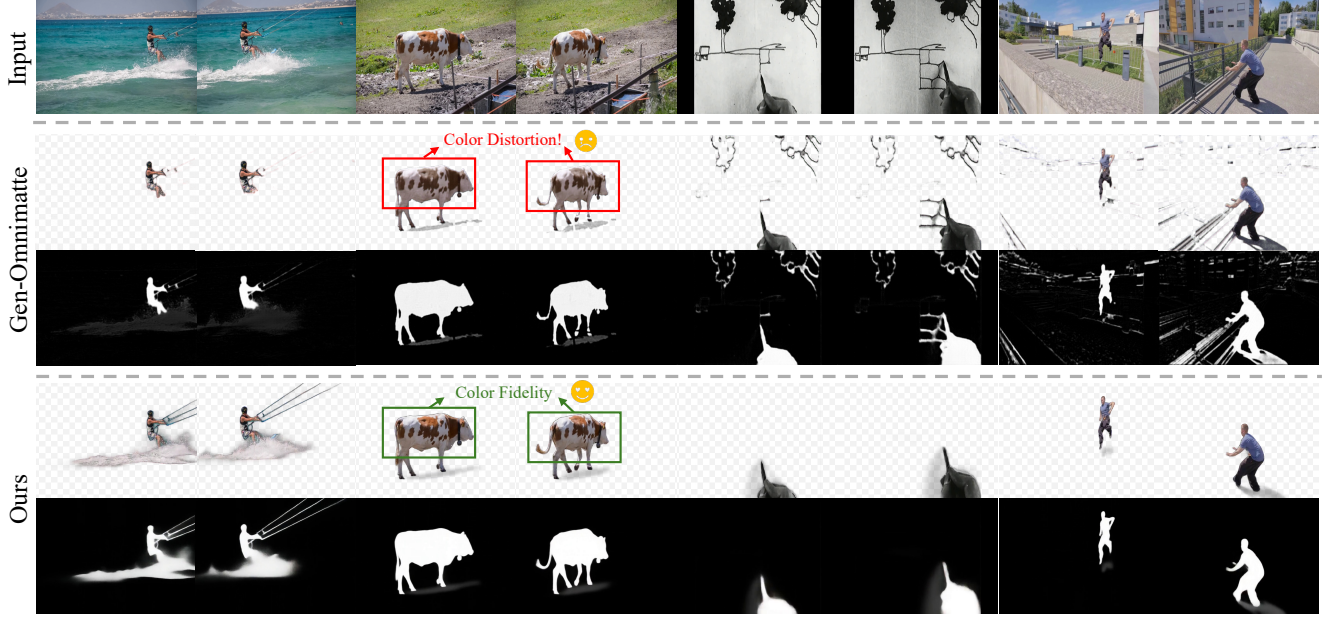 Input
Gen-Omnimatte
Color Distortion!
Ours
Color Fidelity